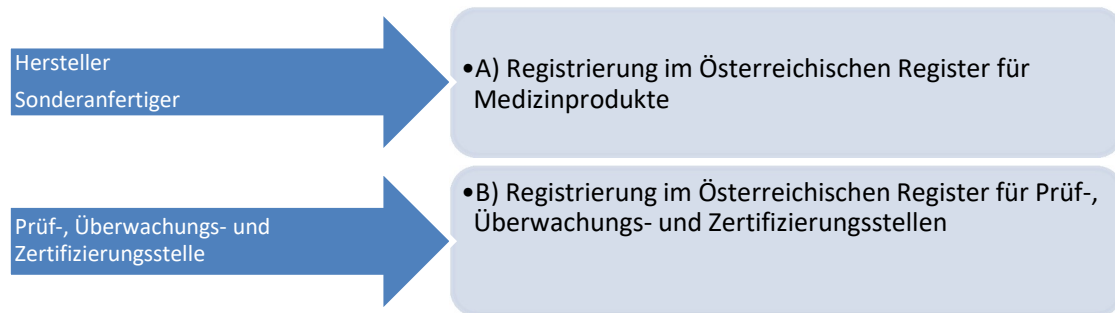 Hersteller
Sonderanfertiger
•A) Registrierung im Österreichischen Register für
Medizinprodukte
Prüf-, Überwachungs- und
Zertifizierungsstelle
•B) Registrierung im Österreichischen Register für Prüf-,
Überwachungs- und Zertifizierungsstellen